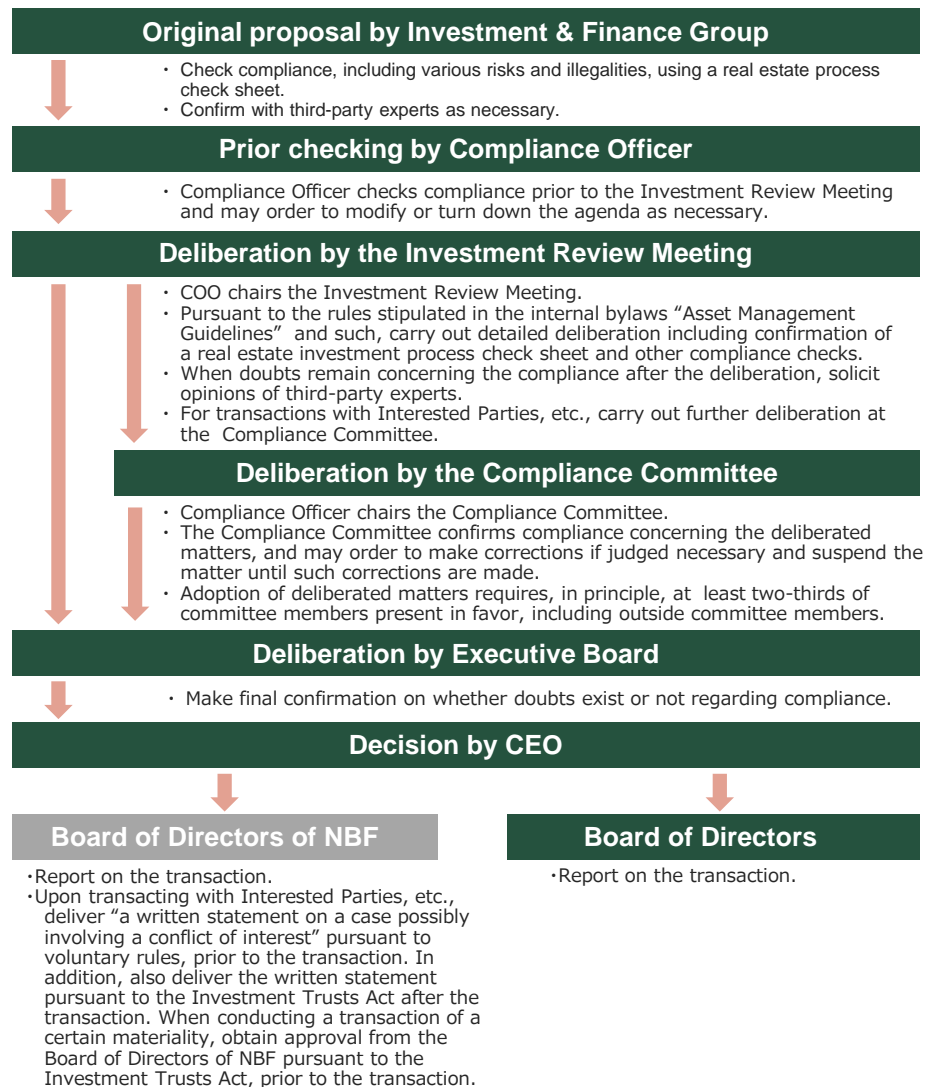 Original proposal by Investment & Finance Group
・ Check compliance, including various risks and illegalities, using a real estate process
check sheet.
・ Confirm with third-party experts as necessary.
Prior checking by Compliance Officer
・ Compliance Officer checks compliance prior to the Investment Review Meeting
and may order to modify or turn down the agenda as necessary.
Deliberation by the Investment Review Meeting
・ COO chairs the Investment Review Meeting.
・ Pursuant to the rules stipulated in the internal bylaws “Asset Management
Guidelines” and such, carry out detailed deliberation including confirmation of
a real estate investment process check sheet and other compliance checks.
・ When doubts remain concerning the compliance after the deliberation, solicit
opinions of third-party experts.
・ For transactions with Interested Parties, etc., carry out further deliberation at
the Compliance Committee.
Deliberation by the Compliance Committee
・ Compliance Officer chairs the Compliance Committee.
・ The Compliance Committee confirms compliance concerning the deliberated
matters, and may order to make corrections if judged necessary and suspend the
matter until such corrections are made.
・ Adoption of deliberated matters requires, in principle, at least two-thirds of
committee members present in favor, including outside committee members.
Deliberation by Executive Board
・ Make final confirmation on whether doubts exist or not regarding compliance.
Decision by CEO
Board of Directors of NBF
・Report on the transaction.
・Upon transacting with Interested Parties, etc.,
deliver “a written statement on a case possibly
involving a conflict of interest” pursuant to
voluntary rules, prior to the transaction. In
addition, also deliver the written statement
pursuant to the Investment Trusts Act after the
transaction. When conducting a transaction of a
certain materiality, obtain approval from the
Board of Directors of NBF pursuant to the
Investment Trusts Act, prior to the transaction.
Board of Directors
・Report on the transaction.